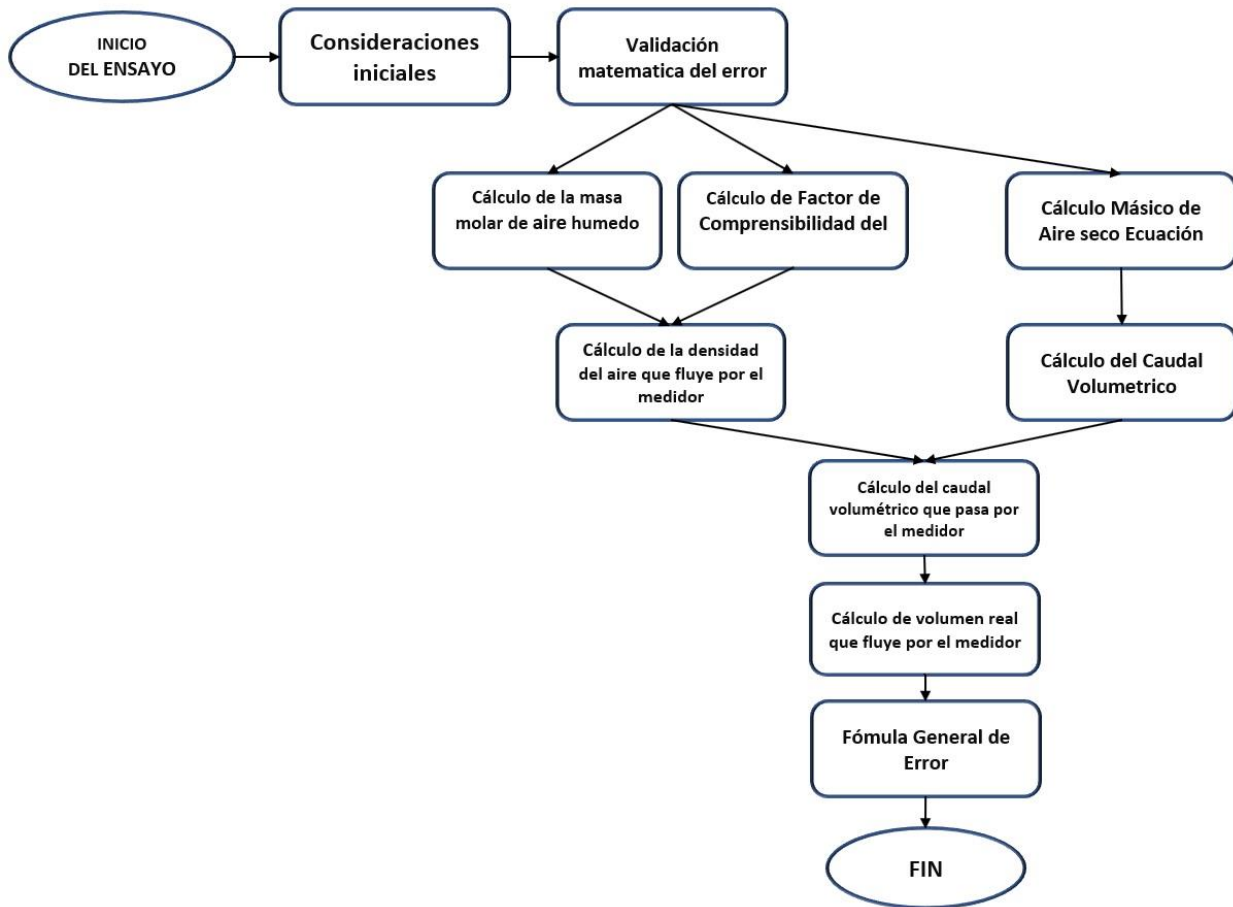 INICIO
DEL ENSAYO
Consideraciones
iniciales
Validación
matematica del error
Cálculo de la masa
molar de aire humedo
Cálculo de Factor de
Comprensibilidad del
Cálculo Másico de
Aire seco Ecuación
Cálculo de la densidad
del aire que fluye por el
medidor
Cálculo del Caudal
Volumetrico
Cálculo del caudal
volumétrico que pasa por
el medidor
Cálculo de volumen real
que fluye por el medidor
Fómula General de
Error
FIN